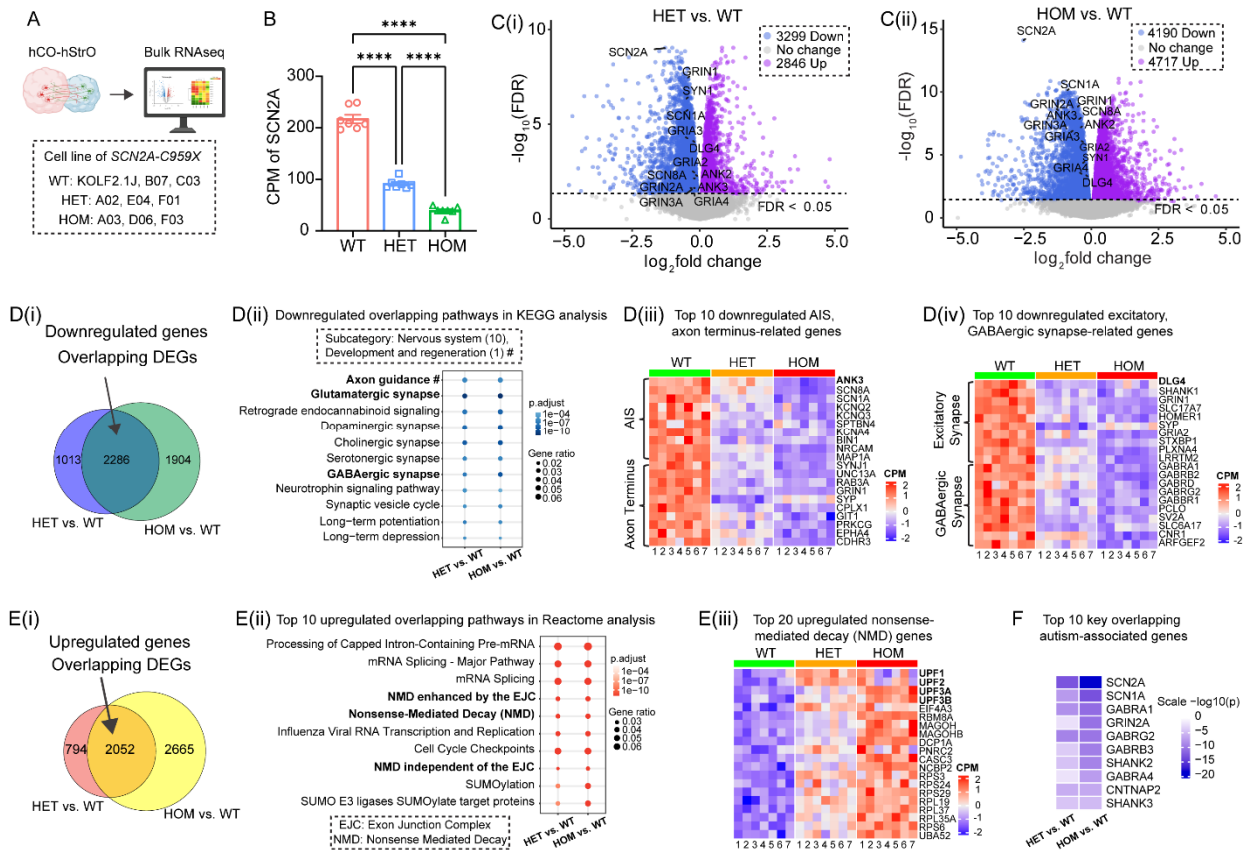 A
hCO-hStrO
Bulk RNAseq
Cell line of SCN2A-C959X
WT: KOLF2.1J, B07, C03
HET: A02, E04, F01
HOM: A03, D06, F03
B
****
**** ****
CPM of SCN2A
300
200
100
0
WT HET HOM
C(i)
HET vs. WT
3299 Down
No change
2846 Up
SCN2A
GRIN1
SYN1
SCN1A
GRIA3
DLG4
GRIA2
SCN8A ANK2
GRIN2A ANK3
GRIN3A GRIA4
FDR < 0.05
-log10(FDR)
10
5
0
−5.0 −2.5 0.0 2.5 5.0
log2fold change
C(ii)
HOM vs. WT
4190 Down
No change
4717 Up
SCN2A
SCN1A
GRIN2A GRIN1
ANK3 SCN8A
GRIN3A ANK2
GRIA3
GRIA2
SYN1
GRIA4
DLG4
FDR < 0.05
-log10(FDR)
15
10
5
0
−5.0 −2.5 0.0 2.5 5.0
log2fold change
D(i)
Downregulated genes
Overlapping DEGs
1013 2286 1904
HET vs. WT
HOM vs. WT
D(ii) Downregulated overlapping pathways in KEGG analysis
Subcategory: Nervous system (10),
Development and regeneration (1) #
Axon guidance #
Glutamatergic synapse
Retrograde endocannabinoid signaling
Dopaminergic synapse
Cholinergic synapse
Serotonergic synapse
GABAergic synapse
Neurotrophin signaling pathway
Synaptic vesicle cycle
Long−term potentiation
Long−term depression
HET vs. WT
HOM vs. WT
p.adjust
1e−04
1e−07
1e−10
Gene ratio
0.02
0.03
0.04
0.05
0.06
D(iii) Top 10 downregulated AIS,
axon terminus-related genes
WT HET HOM
AIS
Axon Terminus
ANK3
SCN8A
SCN1A
KCNQ2
KCNQ3
SPTBN4
KCNA4
BIN1
NRCAM
MAP1A
SYNJ1
UNC13A
RAB3A
GRIN1
SYP
CPLX1
GIT1
PRKCG
EPHA4
CDHR3
1 2 3 4 5 6 7 1 2 3 4 5 6 7 1 2 3 4 5 6 7
CPM
2
1
0
-1
-2
D(iv) Top 10 downregulated excitatory,
GABAergic synapse-related genes
WT HET HOM
Excitatory
Synapse
GABAergic
Synapse
DLG4
SHANK1
GRIN1
SLC17A7
HOMER1
SYP
GRIA2
STXBP1
PLXNA4
LRRTM2
GABRA1
GABRB2
GABRD
GABRG2
GABBR1
PCLO
SV2A
SLC6A17
CNR1
ARFGEF2
1 2 3 4 5 6 7 1 2 3 4 5 6 7 1 2 3 4 5 6 7
CPM
2
1
0
-1
-2
E(i)
Upregulated genes
Overlapping DEGs
794 2052 2665
HET vs. WT
HOM vs. WT
E(ii) Top 10 upregulated overlapping pathways in Reactome analysis
Processing of Capped Intron-Containing Pre-mRNA
mRNA Splicing - Major Pathway
mRNA Splicing
NMD enhanced by the EJC
Nonsense-Mediated Decay (NMD)
Influenza Viral RNA Transcription and Replication
Cell Cycle Checkpoints
NMD independent of the EJC
SUMOylation
SUMO E3 ligases SUMOylate target proteins
EJC: Exon Junction Complex
NMD: Nonsense Mediated Decay
HET vs. WT
HOM vs. WT
p.adjust
1e−04
1e−07
1e−10
Gene ratio
0.03
0.04
0.05
0.06
E(iii) Top 20 upregulated nonsense-
mediated decay (NMD) genes
WT HET HOM
UPF1
UPF2
UPF3A
UPF3B
EIF4A3
RBM8A
MAGOH
MAGOHB
DCP1A
PNRC2
CASC3
NCBP2
RPS3
RPS24
RPS29
RPL19
RPL37
RPL35A
RPS6
UBA52
1 2 3 4 5 6 7 1 2 3 4 5 6 7 1 2 3 4 5 6 7
CPM
2
1
0
-1
-2
F
Top 10 key overlapping
autism-associated genes
SCN2A
SCN1A
GABRA1
GRIN2A
GABRG2
GABRB3
SHANK2
GABRA4
CNTNAP2
SHANK3
HET vs. WT
HOM vs. WT
Scale −log10(p)
0
−5
−10
−15
−20